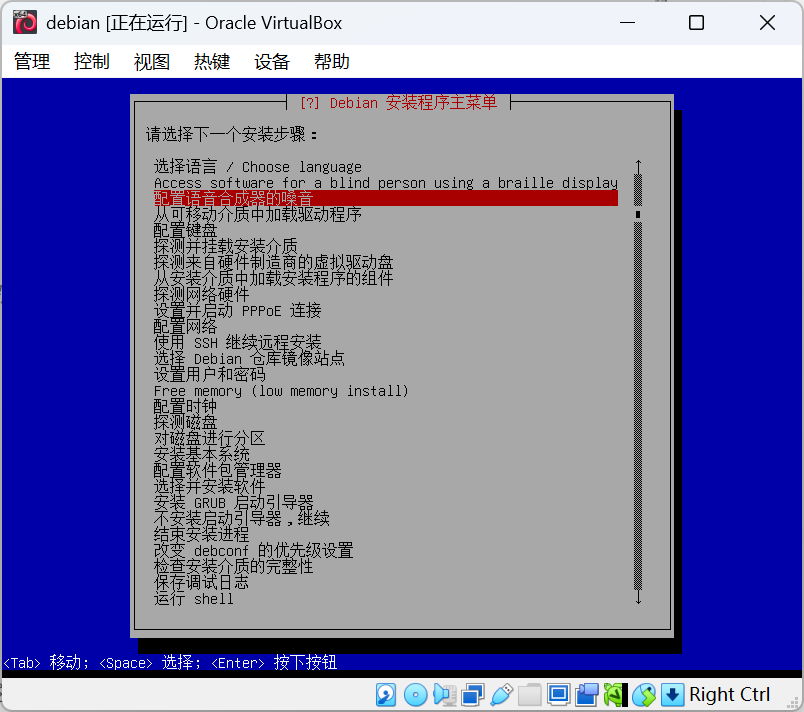 debian [正在运行] - Oracle VirtualBox
管理 控制 视图 热键 设备 帮助
[?] Debian 安装程序主菜单
请选择下一个安装步骤：
选择语言 / Choose language
Access software for a blind person using a braille display
配置语音合成器的嗓音
从可移动介质中加载驱动程序
配置键盘
探测并挂载安装介质
探测来自硬件制造商的虚拟驱动盘
从安装介质中加载安装程序的组件
探测网络硬件
设置并启动 PPPoE 连接
配置网络
使用 SSH 继续远程安装
选择 Debian 仓库镜像站点
设置用户和密码
Free memory (low memory install)
配置时钟
探测磁盘
对磁盘进行分区
安装基本系统
配置软件包管理器
选择并安装软件
安装 GRUB 启动引导器
不安装启动引导器，继续
结束安装进程
改变 debconf 的优先级设置
检查安装介质的完整性
保存调试日志
运行 shell
<Tab> 移动; <Space> 选择; <Enter> 按下按钮
Right Ctrl